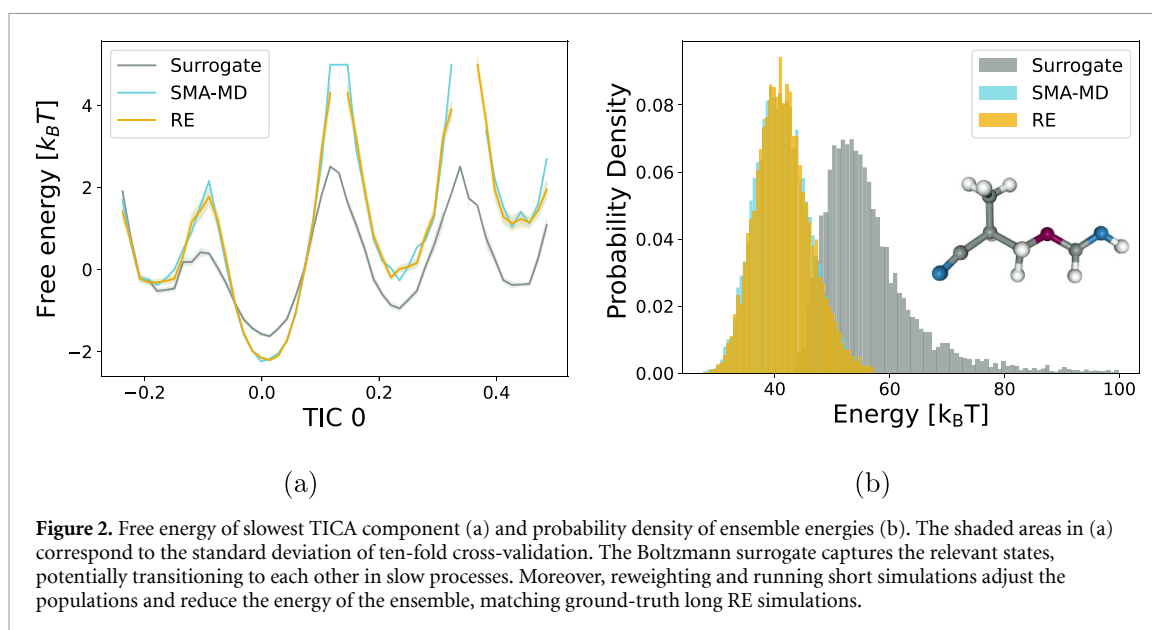 Surrogate
SMA-MD
RE
Free energy [k_BT]
4
2
0
−2
−0.2 0.0 0.2 0.4
TIC 0
(a)
Surrogate
SMA-MD
RE
Probability Density
0.08
0.06
0.04
0.02
0.00
40 60 80 100
Energy [k_BT]
(b)
Figure 2. Free energy of slowest TICA component (a) and probability density of ensemble energies (b). The shaded areas in (a)
correspond to the standard deviation of ten-fold cross-validation. The Boltzmann surrogate captures the relevant states,
potentially transitioning to each other in slow processes. Moreover, reweighting and running short simulations adjust the
populations and reduce the energy of the ensemble, matching ground-truth long RE simulations.